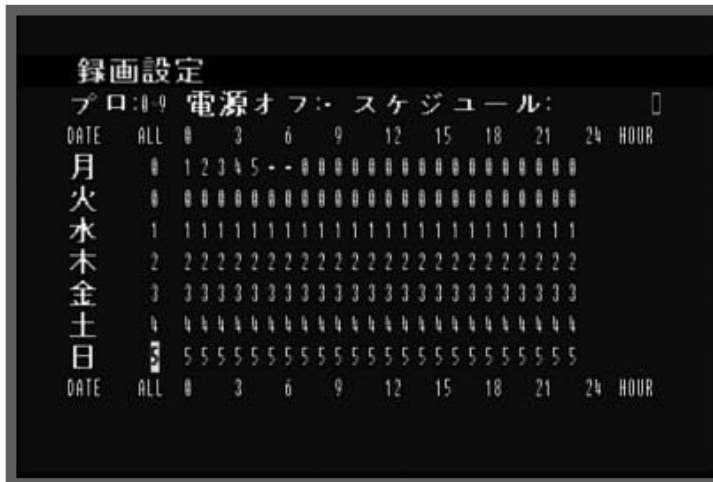 録画設定
プロ:0-9 電源オフ:- スケジュール:
DATE ALL 0 3 6 9 12 15 18 21 24 HOUR
月 0 1 2 3 4 5 - - 0 0 0 0 0 0 0 0 0 0 0 0 0 0 0 0 0
火 0 0 0 0 0 0 0 0 0 0 0 0 0 0 0 0 0 0 0 0 0 0 0 0 0
水 1 1 1 1 1 1 1 1 1 1 1 1 1 1 1 1 1 1 1 1 1 1 1 1 1
木 2 2 2 2 2 2 2 2 2 2 2 2 2 2 2 2 2 2 2 2 2 2 2 2 2
金 3 3 3 3 3 3 3 3 3 3 3 3 3 3 3 3 3 3 3 3 3 3 3 3 3
土 4 4 4 4 4 4 4 4 4 4 4 4 4 4 4 4 4 4 4 4 4 4 4 4 4
日 5 5 5 5 5 5 5 5 5 5 5 5 5 5 5 5 5 5 5 5 5 5 5 5 5
DATE ALL 0 3 6 9 12 15 18 21 24 HOUR